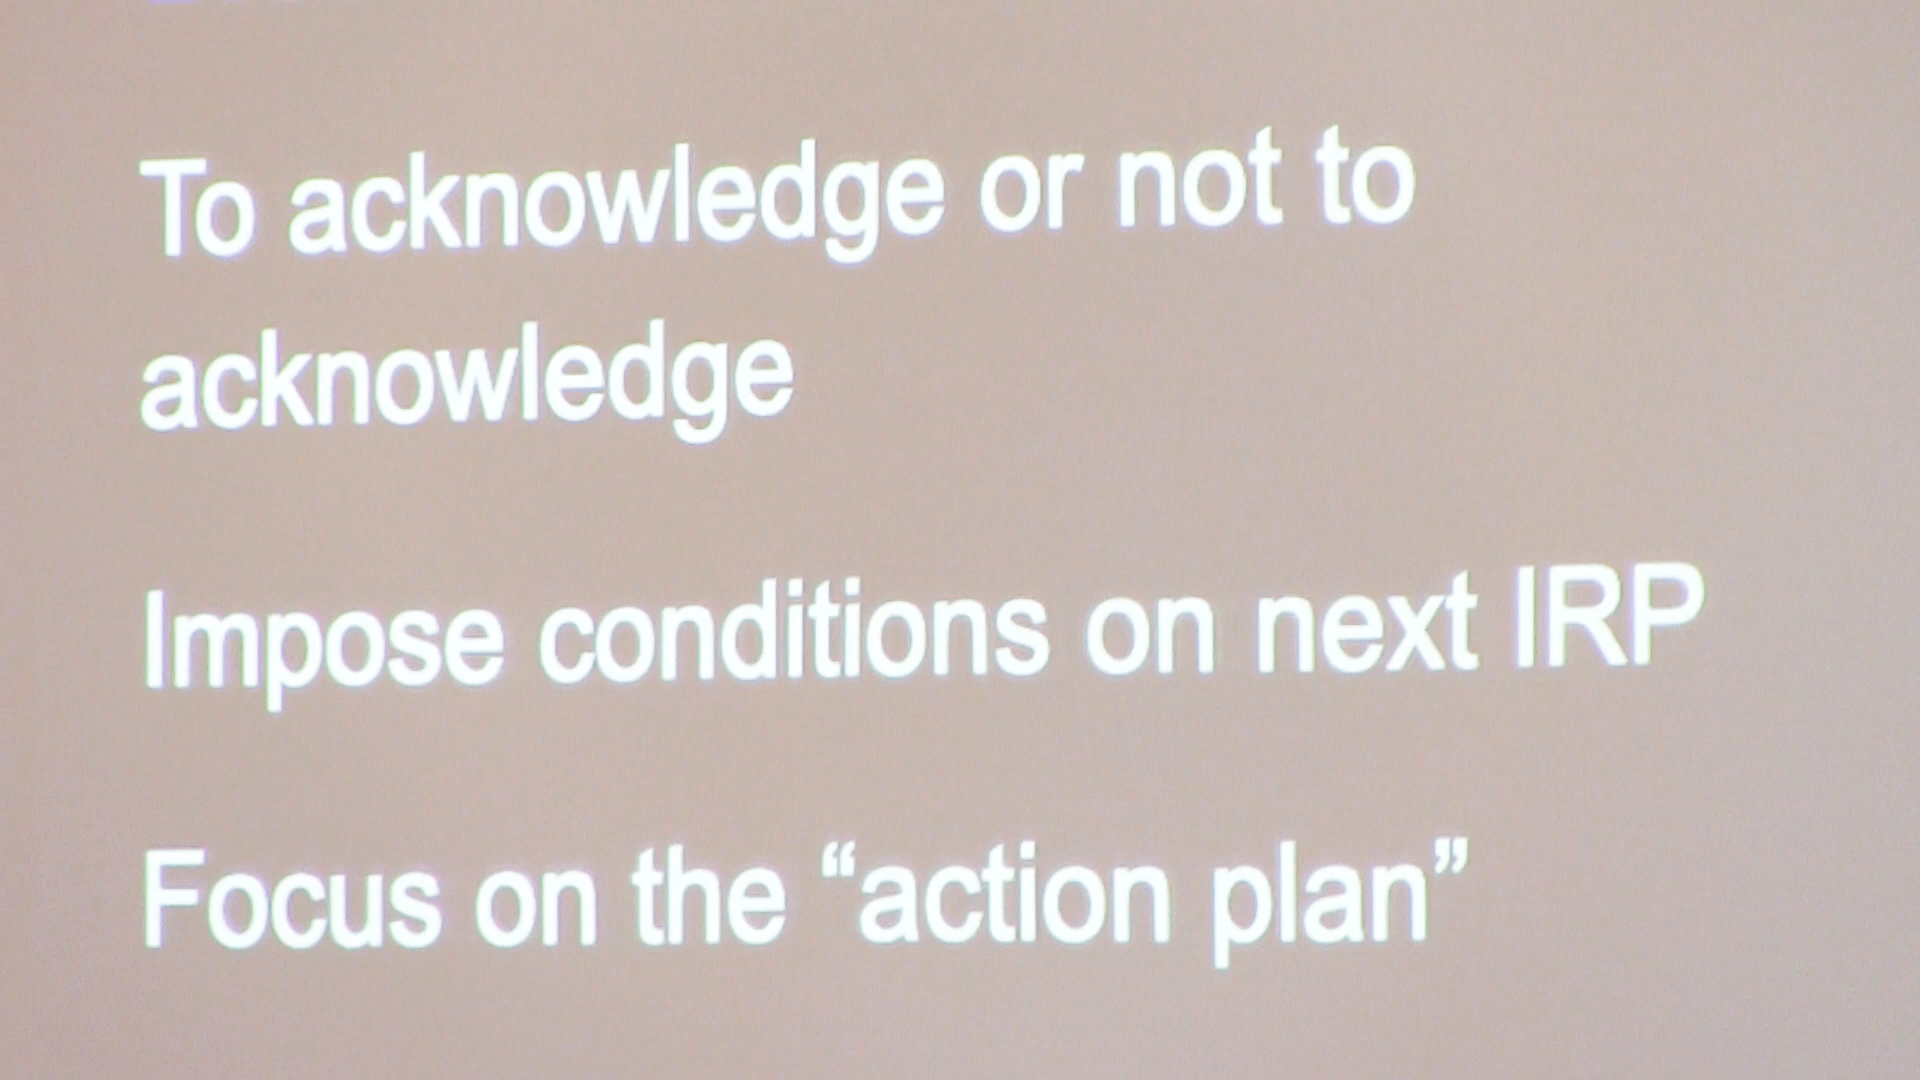 To acknowledge or not to
acknowledge
Impose conditions on next IRP
Focus on the “action plan”